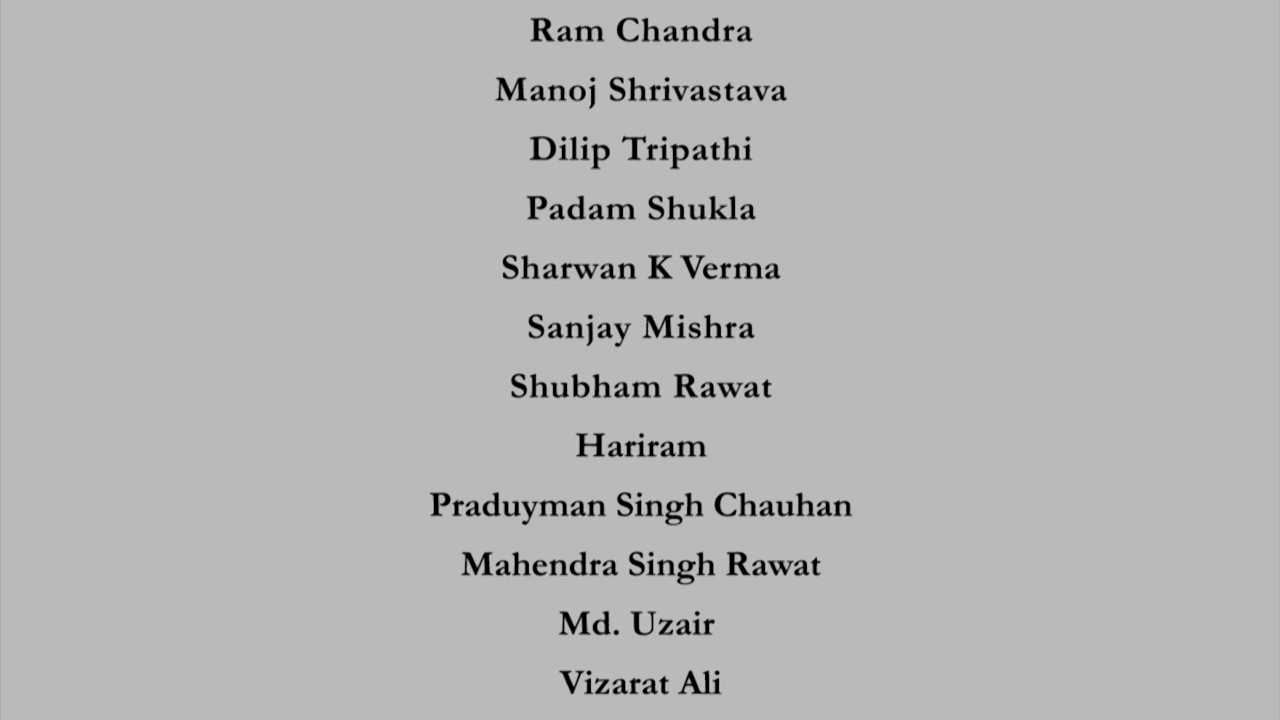 Ram Chandra
Manoj Shrivastava
Dilip Tripathi
Padam Shukla
Sharwan K Verma
Sanjay Mishra
Shubham Rawat
Hariram
Praduyman Singh Chauhan
Mahendra Singh Rawat
Md. Uzair
Vizarat Ali